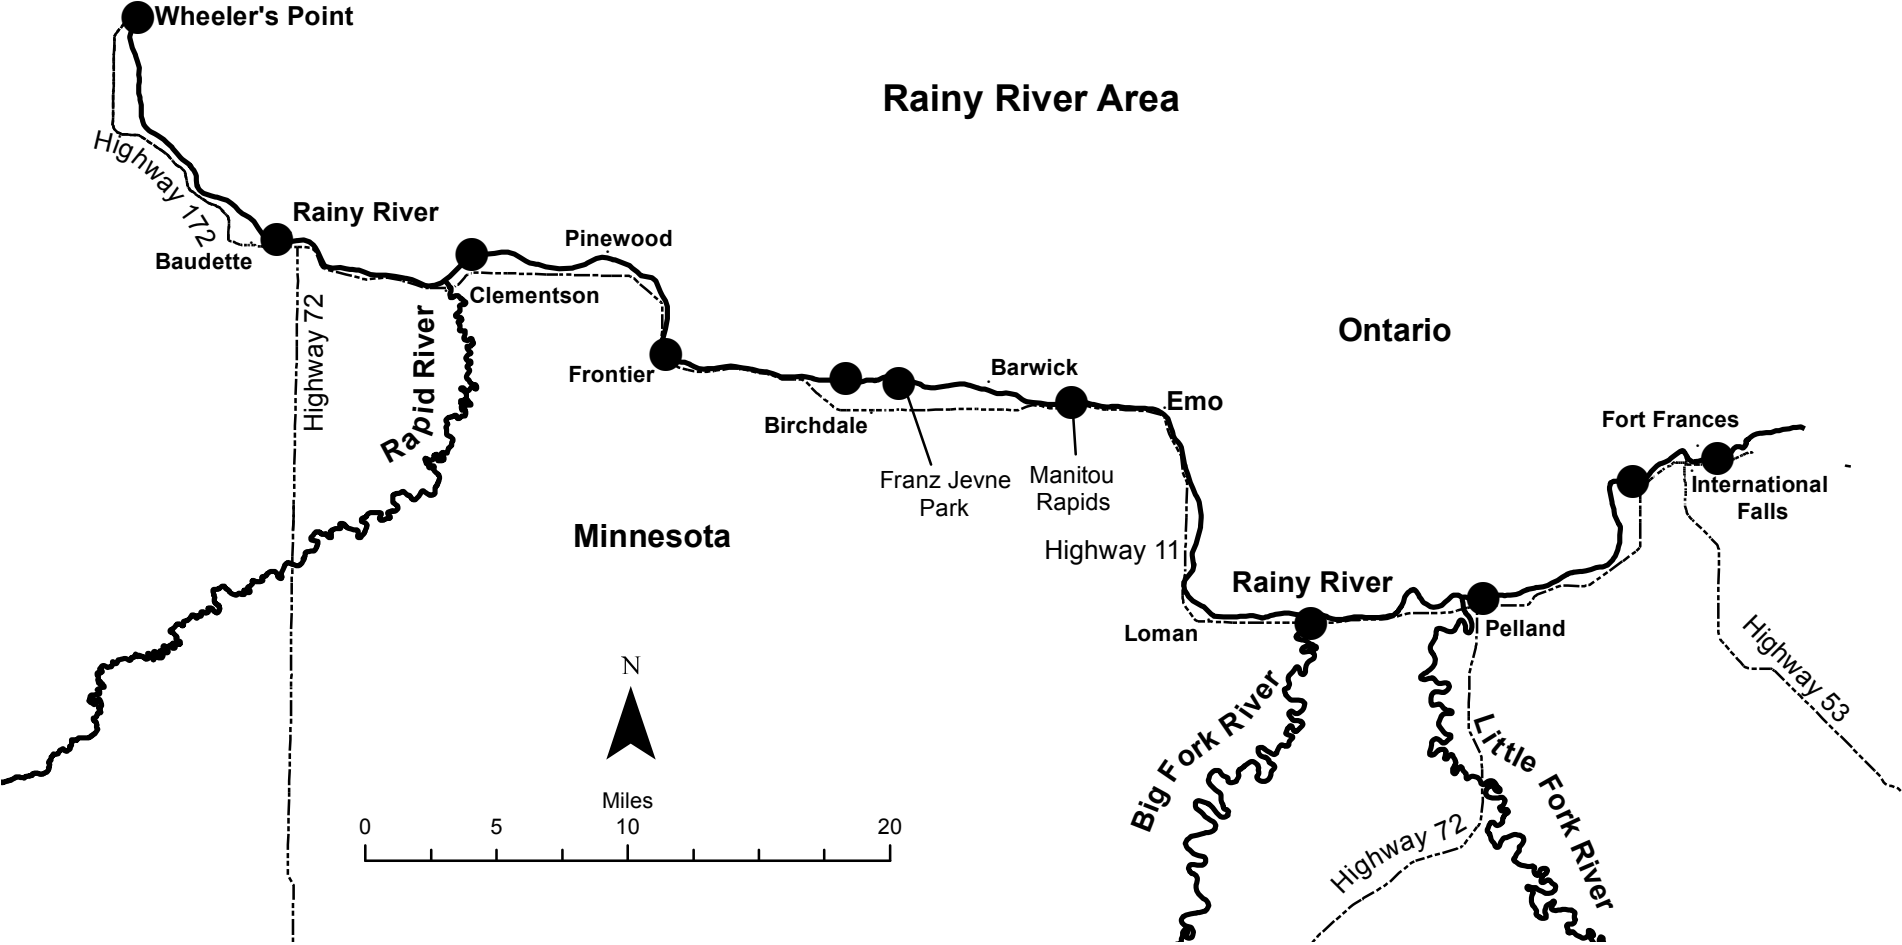 Wheeler's Point
Rainy River Area
Highway 172
Rainy River
Pinewood
Baudette
Clementson
Highway 72
Rapid River
Ontario
Frontier
Barwick
Birchdale
Emo
Franz Jevne
Park
Manitou
Rapids
Fort Frances
International
Falls
Minnesota
Highway 11
Rainy River
Loman
Pelland
Highway 53
N
Big Fork River
Little Fork River
Highway 72
Miles
0 5 10 20